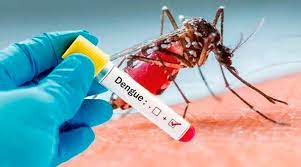 Dengue: ☐ - ☑ +